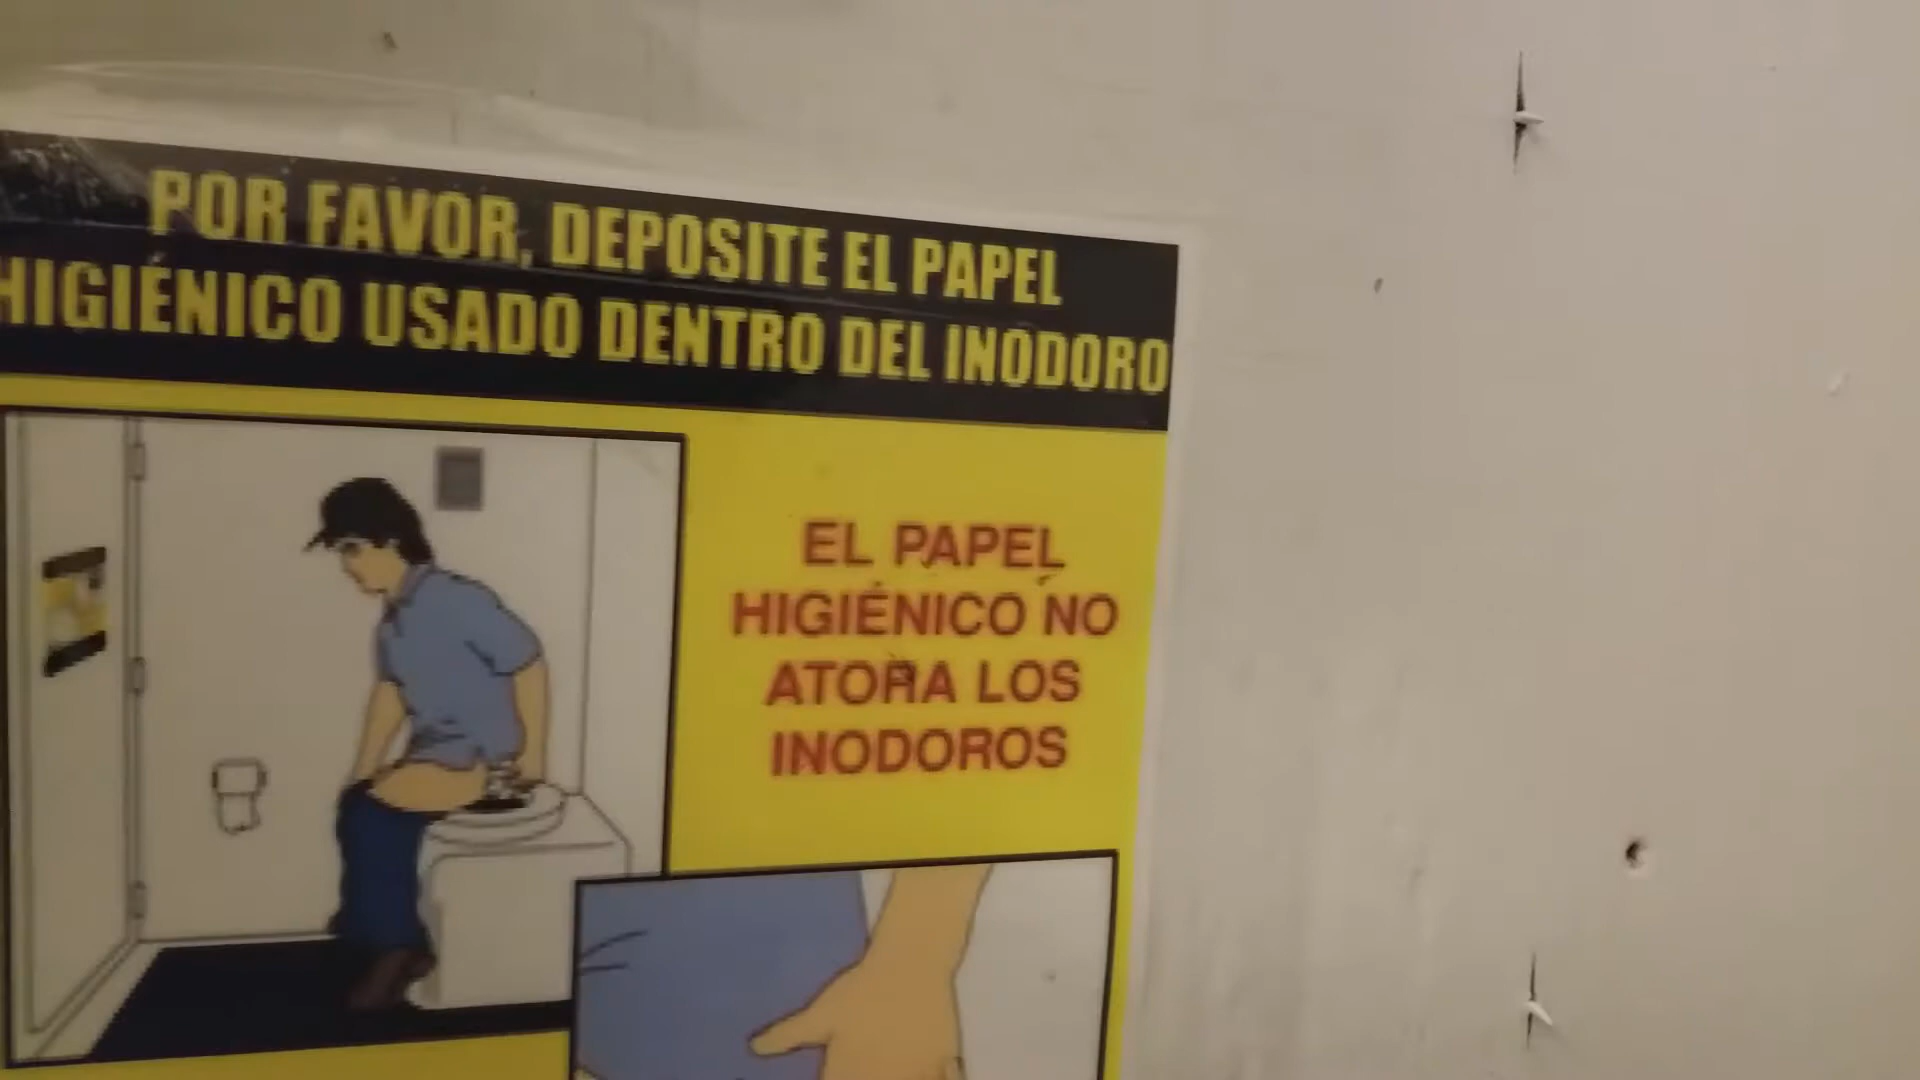 POR FAVOR, DEPOSITE EL PAPEL
HIGIÉNICO USADO DENTRO DEL INODORO
EL PAPEL
HIGIÉNICO NO
ATORA LOS
INODOROS